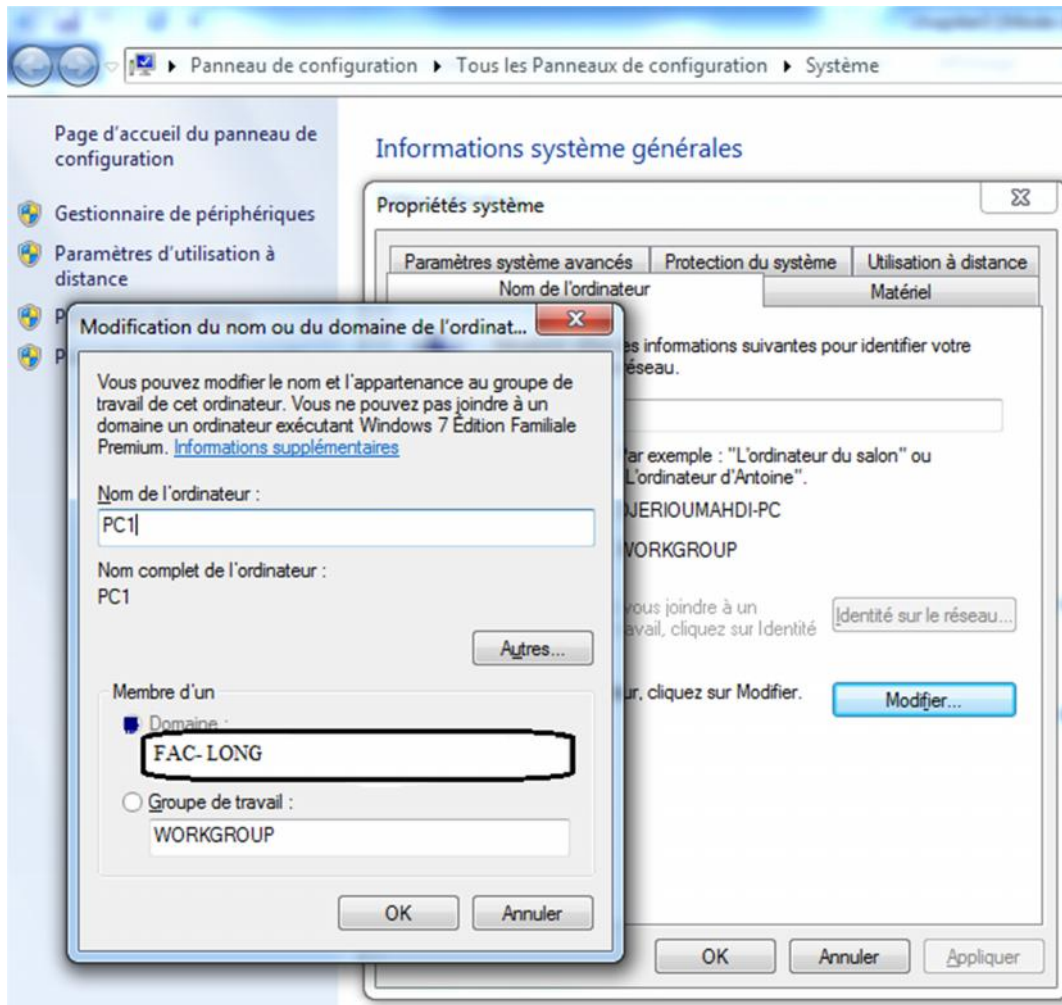 Panneau de configuration ▸ Tous les Panneaux de configuration ▸ Système
Page d'accueil du panneau de
configuration
Gestionnaire de périphériques
Paramètres d'utilisation à
distance
P
P
Informations système générales
Propriétés système
Paramètres système avancés
Protection du système
Utilisation à distance
Nom de l'ordinateur
Matériel
es informations suivantes pour identifier votre
éseau.
ar exemple : "L'ordinateur du salon" ou
L'ordinateur d'Antoine".
DJERIOUMAHDI-PC
WORKGROUP
vous joindre à un
avail, cliquez sur Identité
Identité sur le réseau...
ur, cliquez sur Modifier.
Modifier...
OK
Annuler
Appliquer
Modification du nom ou du domaine de l'ordinat...
Vous pouvez modifier le nom et l'appartenance au groupe de
travail de cet ordinateur. Vous ne pouvez pas joindre à un
domaine un ordinateur exécutant Windows 7 Édition Familiale
Premium. Informations supplémentaires
Nom de l'ordinateur :
PC1
Nom complet de l'ordinateur :
PC1
Autres...
Membre d'un
Domaine :
FAC- LONG
Groupe de travail :
WORKGROUP
OK
Annuler